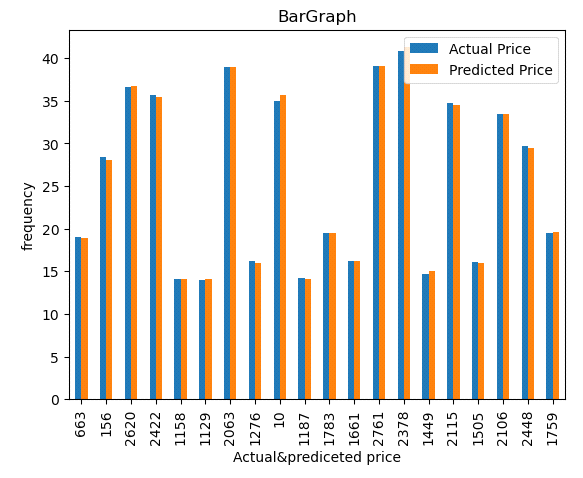 BarGraph
Actual Price
Predicted Price
frequency
40
35
30
25
20
15
10
5
0
663 156 2620 2422 1158 1129 2063 1276 10 1187 1783 1661 2761 2378 1449 2115 1505 2106 2448 1759
Actual&prediceted price